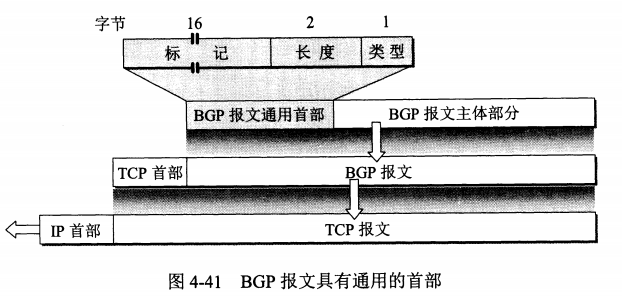 字节 16 2 1
标 记 长 度 类 型
BGP 报文通用首部 BGP 报文主体部分
TCP 首部 BGP 报文
IP 首部 TCP 报文
图 4-41 BGP 报文具有通用的首部